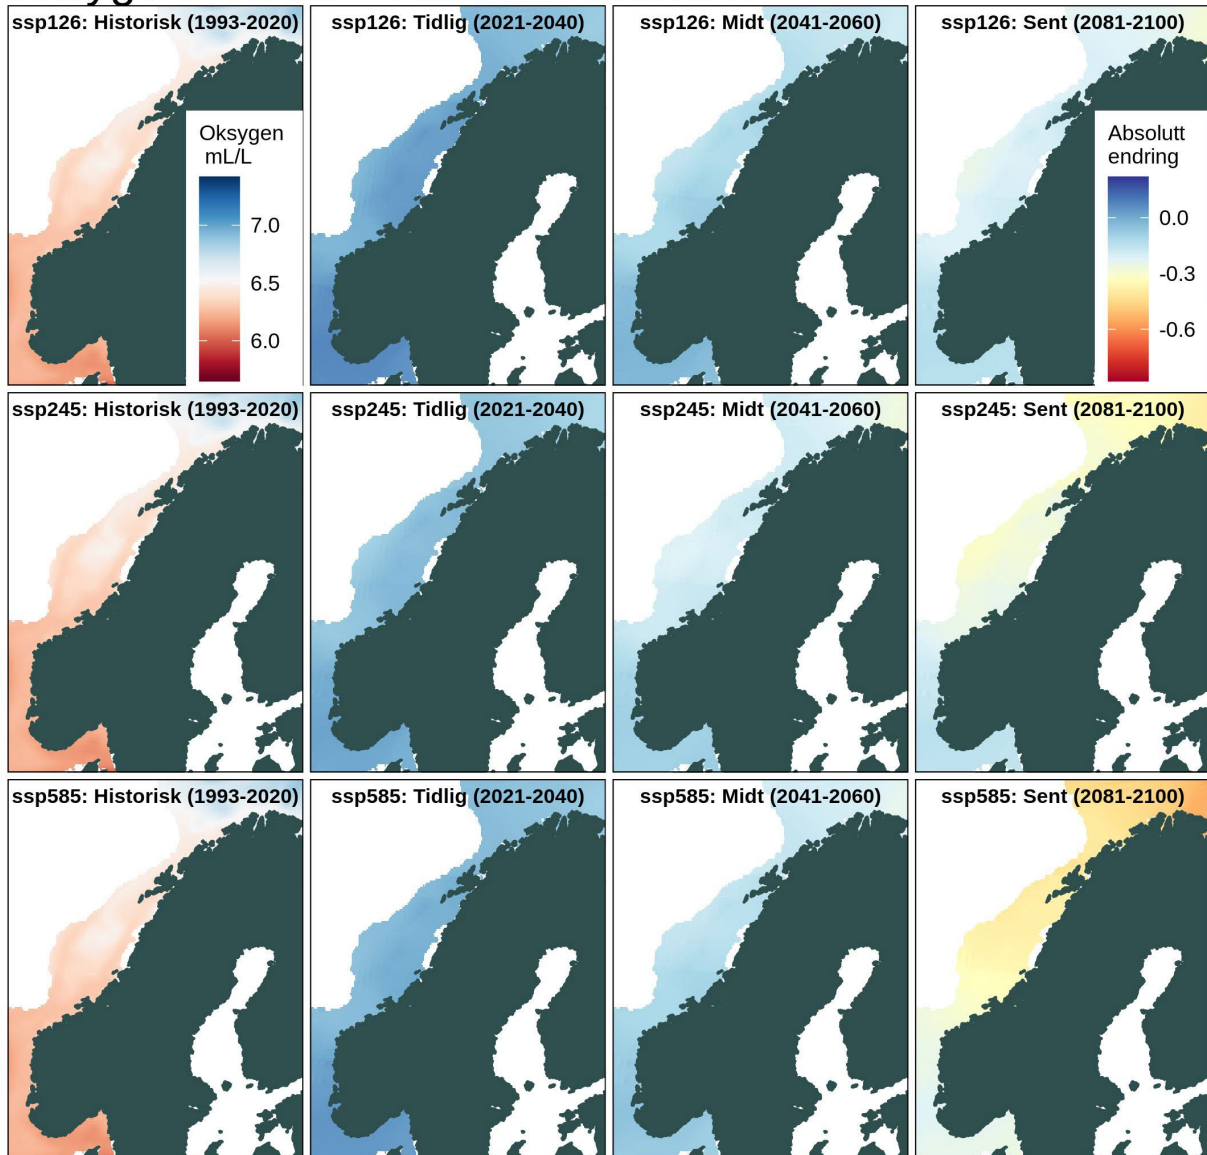 ssp126: Historisk (1993-2020)
ssp126: Tidlig (2021-2040)
ssp126: Midt (2041-2060)
ssp126: Sent (2081-2100)
Oksygen
mL/L
7.0
6.5
6.0
Absolutt
endring
0.0
-0.3
-0.6
ssp245: Historisk (1993-2020)
ssp245: Tidlig (2021-2040)
ssp245: Midt (2041-2060)
ssp245: Sent (2081-2100)
ssp585: Historisk (1993-2020)
ssp585: Tidlig (2021-2040)
ssp585: Midt (2041-2060)
ssp585: Sent (2081-2100)